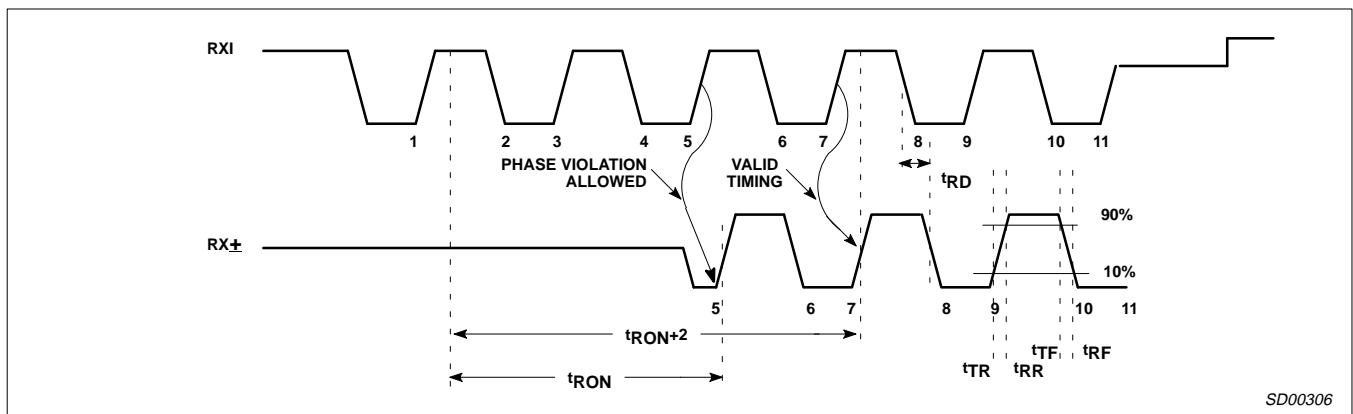 RXI
1 2 3 4 5 6 7 8 9 10 11
PHASE VIOLATION
ALLOWED
VALID
TIMING
tRD
90%
RX±
10%
5 6 7 8 9 10 11
tRON+2
tTF tRF
tTR tRR
tRON
SD00306